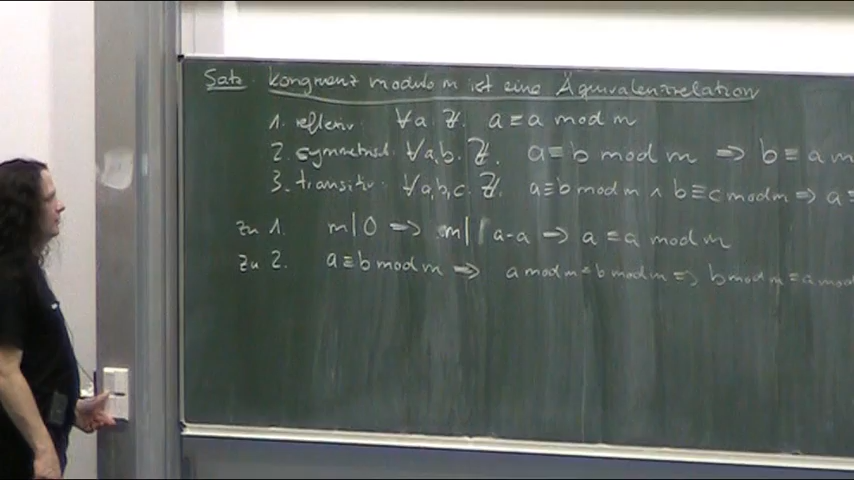 Satz: Kongruenz modulo m ist eine Äquivalenzrelation
1. reflexiv: ∀a:ℤ. a ≡ a mod m
2. symmetrisch: ∀a,b:ℤ. a ≡ b mod m ⇒ b ≡ a m
3. transitiv: ∀a,b,c:ℤ. a ≡ b mod m ∧ b ≡ c mod m ⇒ a ≡
zu 1. m|0 ⇒ m|a-a ⇒ a ≡ a mod m
zu 2. a ≡ b mod m ⇒ a mod m = b mod m ⇒ b mod m = a mod